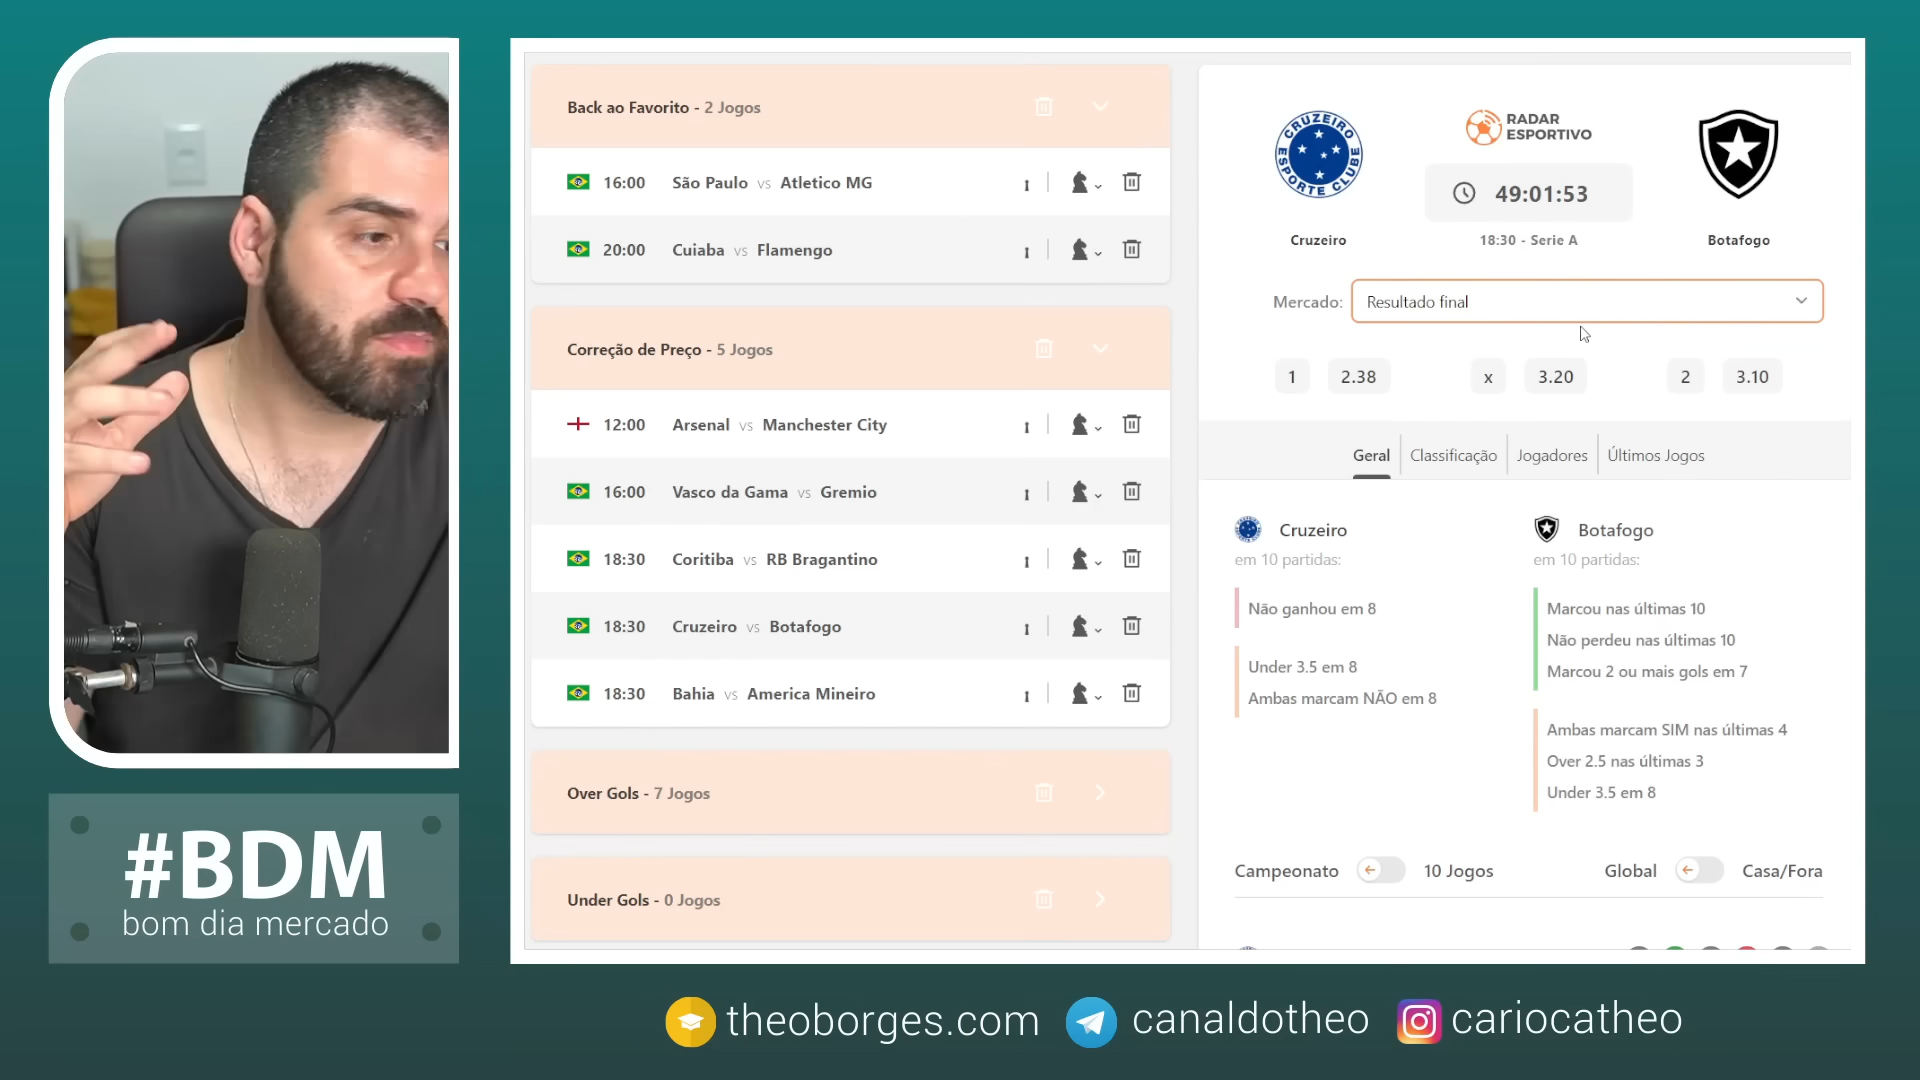 #BDM
bom dia mercado
Back ao Favorito - 2 Jogos
16:00 São Paulo vs Atletico MG
20:00 Cuiaba vs Flamengo
Correção de Preço - 5 Jogos
12:00 Arsenal vs Manchester City
16:00 Vasco da Gama vs Gremio
18:30 Coritiba vs RB Bragantino
18:30 Cruzeiro vs Botafogo
18:30 Bahia vs America Mineiro
Over Gols - 7 Jogos
Under Gols - 0 Jogos
CRUZEIRO ESPORTE CLUBE
RADAR
ESPORTIVO
49:01:53
Cruzeiro
18:30 - Serie A
Botafogo
Mercado: Resultado final
1 2.38 x 3.20 2 3.10
Geral Classificação Jogadores Últimos Jogos
Cruzeiro
em 10 partidas:
Não ganhou em 8
Under 3.5 em 8
Ambas marcam NÃO em 8
Botafogo
em 10 partidas:
Marcou nas últimas 10
Não perdeu nas últimas 10
Marcou 2 ou mais gols em 7
Ambas marcam SIM nas últimas 4
Over 2.5 nas últimas 3
Under 3.5 em 8
Campeonato 10 Jogos Global Casa/Fora
theoborges.com canaldotheo cariocatheo